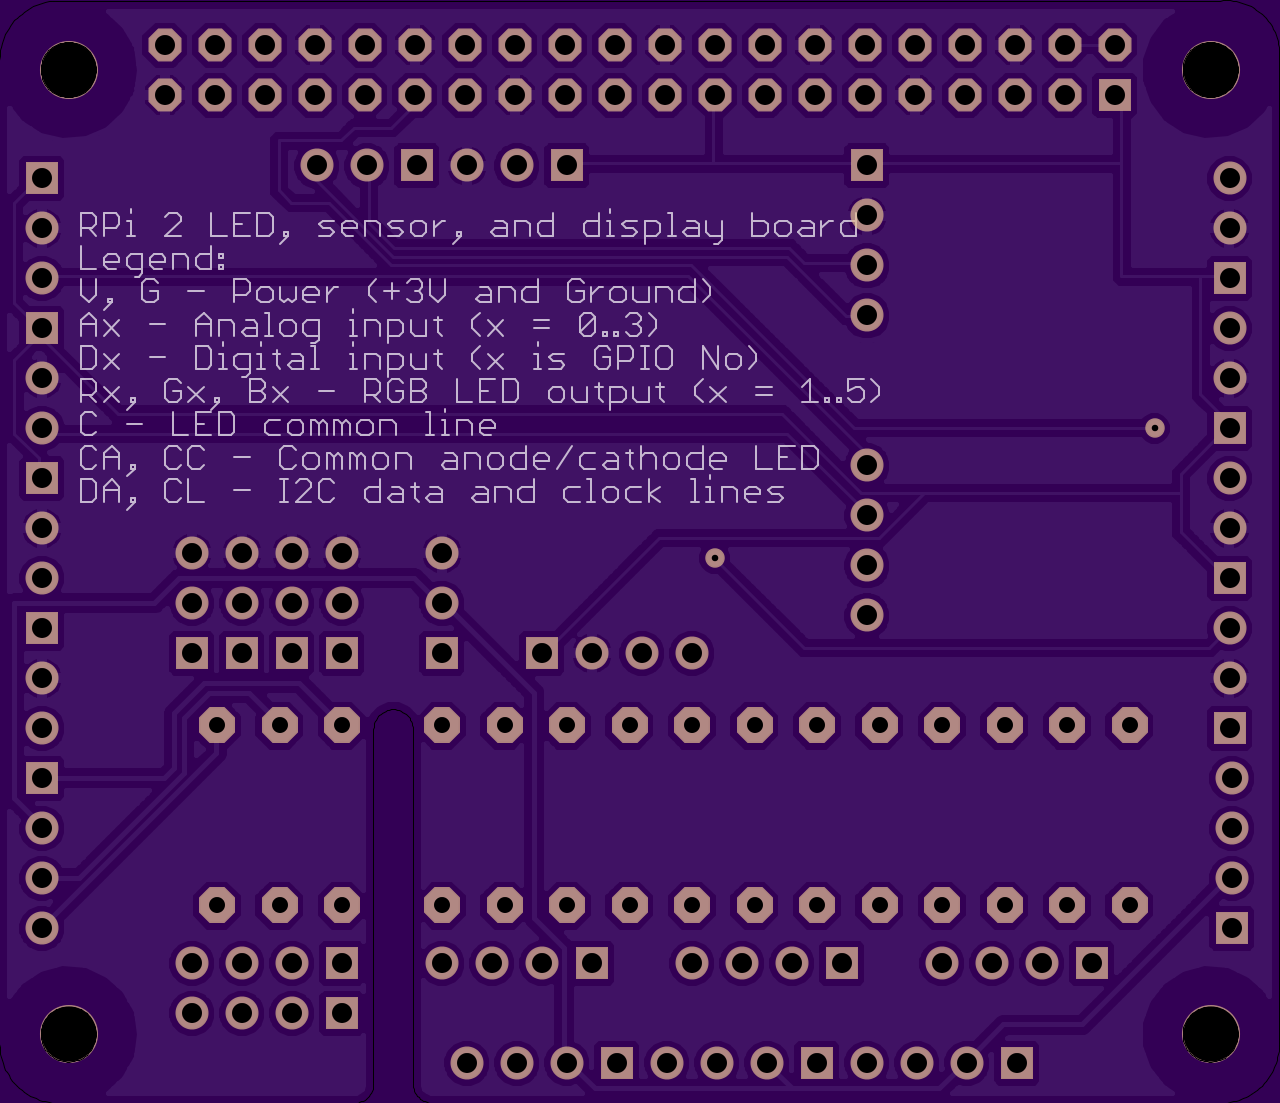 RPi 2 LED, sensor, and display board
Legend:
V, G - Power (+3V and Ground)
Ax - Analog input (x = 0..3)
Dx - Digital input (x is GPIO No)
Rx, Gx, Bx - RGB LED output (x = 1..5)
C - LED common line
CA, CC - Common anode/cathode LED
DA, CL - I2C data and clock lines